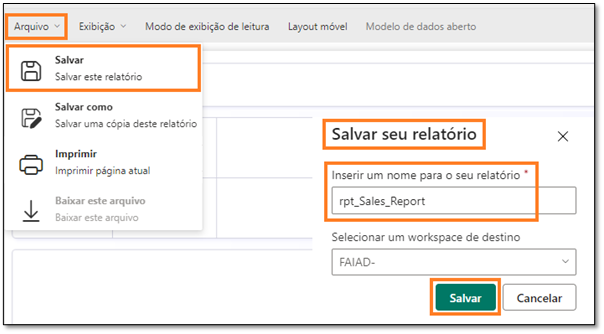 Arquivo Exibição Modo de exibição de leitura Layout móvel Modelo de dados aberto
Salvar
Salvar este relatório
Salvar como
Salvar uma cópia deste relatório
Imprimir
Imprimir página atual
Baixar este arquivo
Baixar este arquivo
Salvar seu relatório
Inserir um nome para o seu relatório *
rpt_Sales_Report
Selecionar um workspace de destino
FAIAD-
Salvar Cancelar